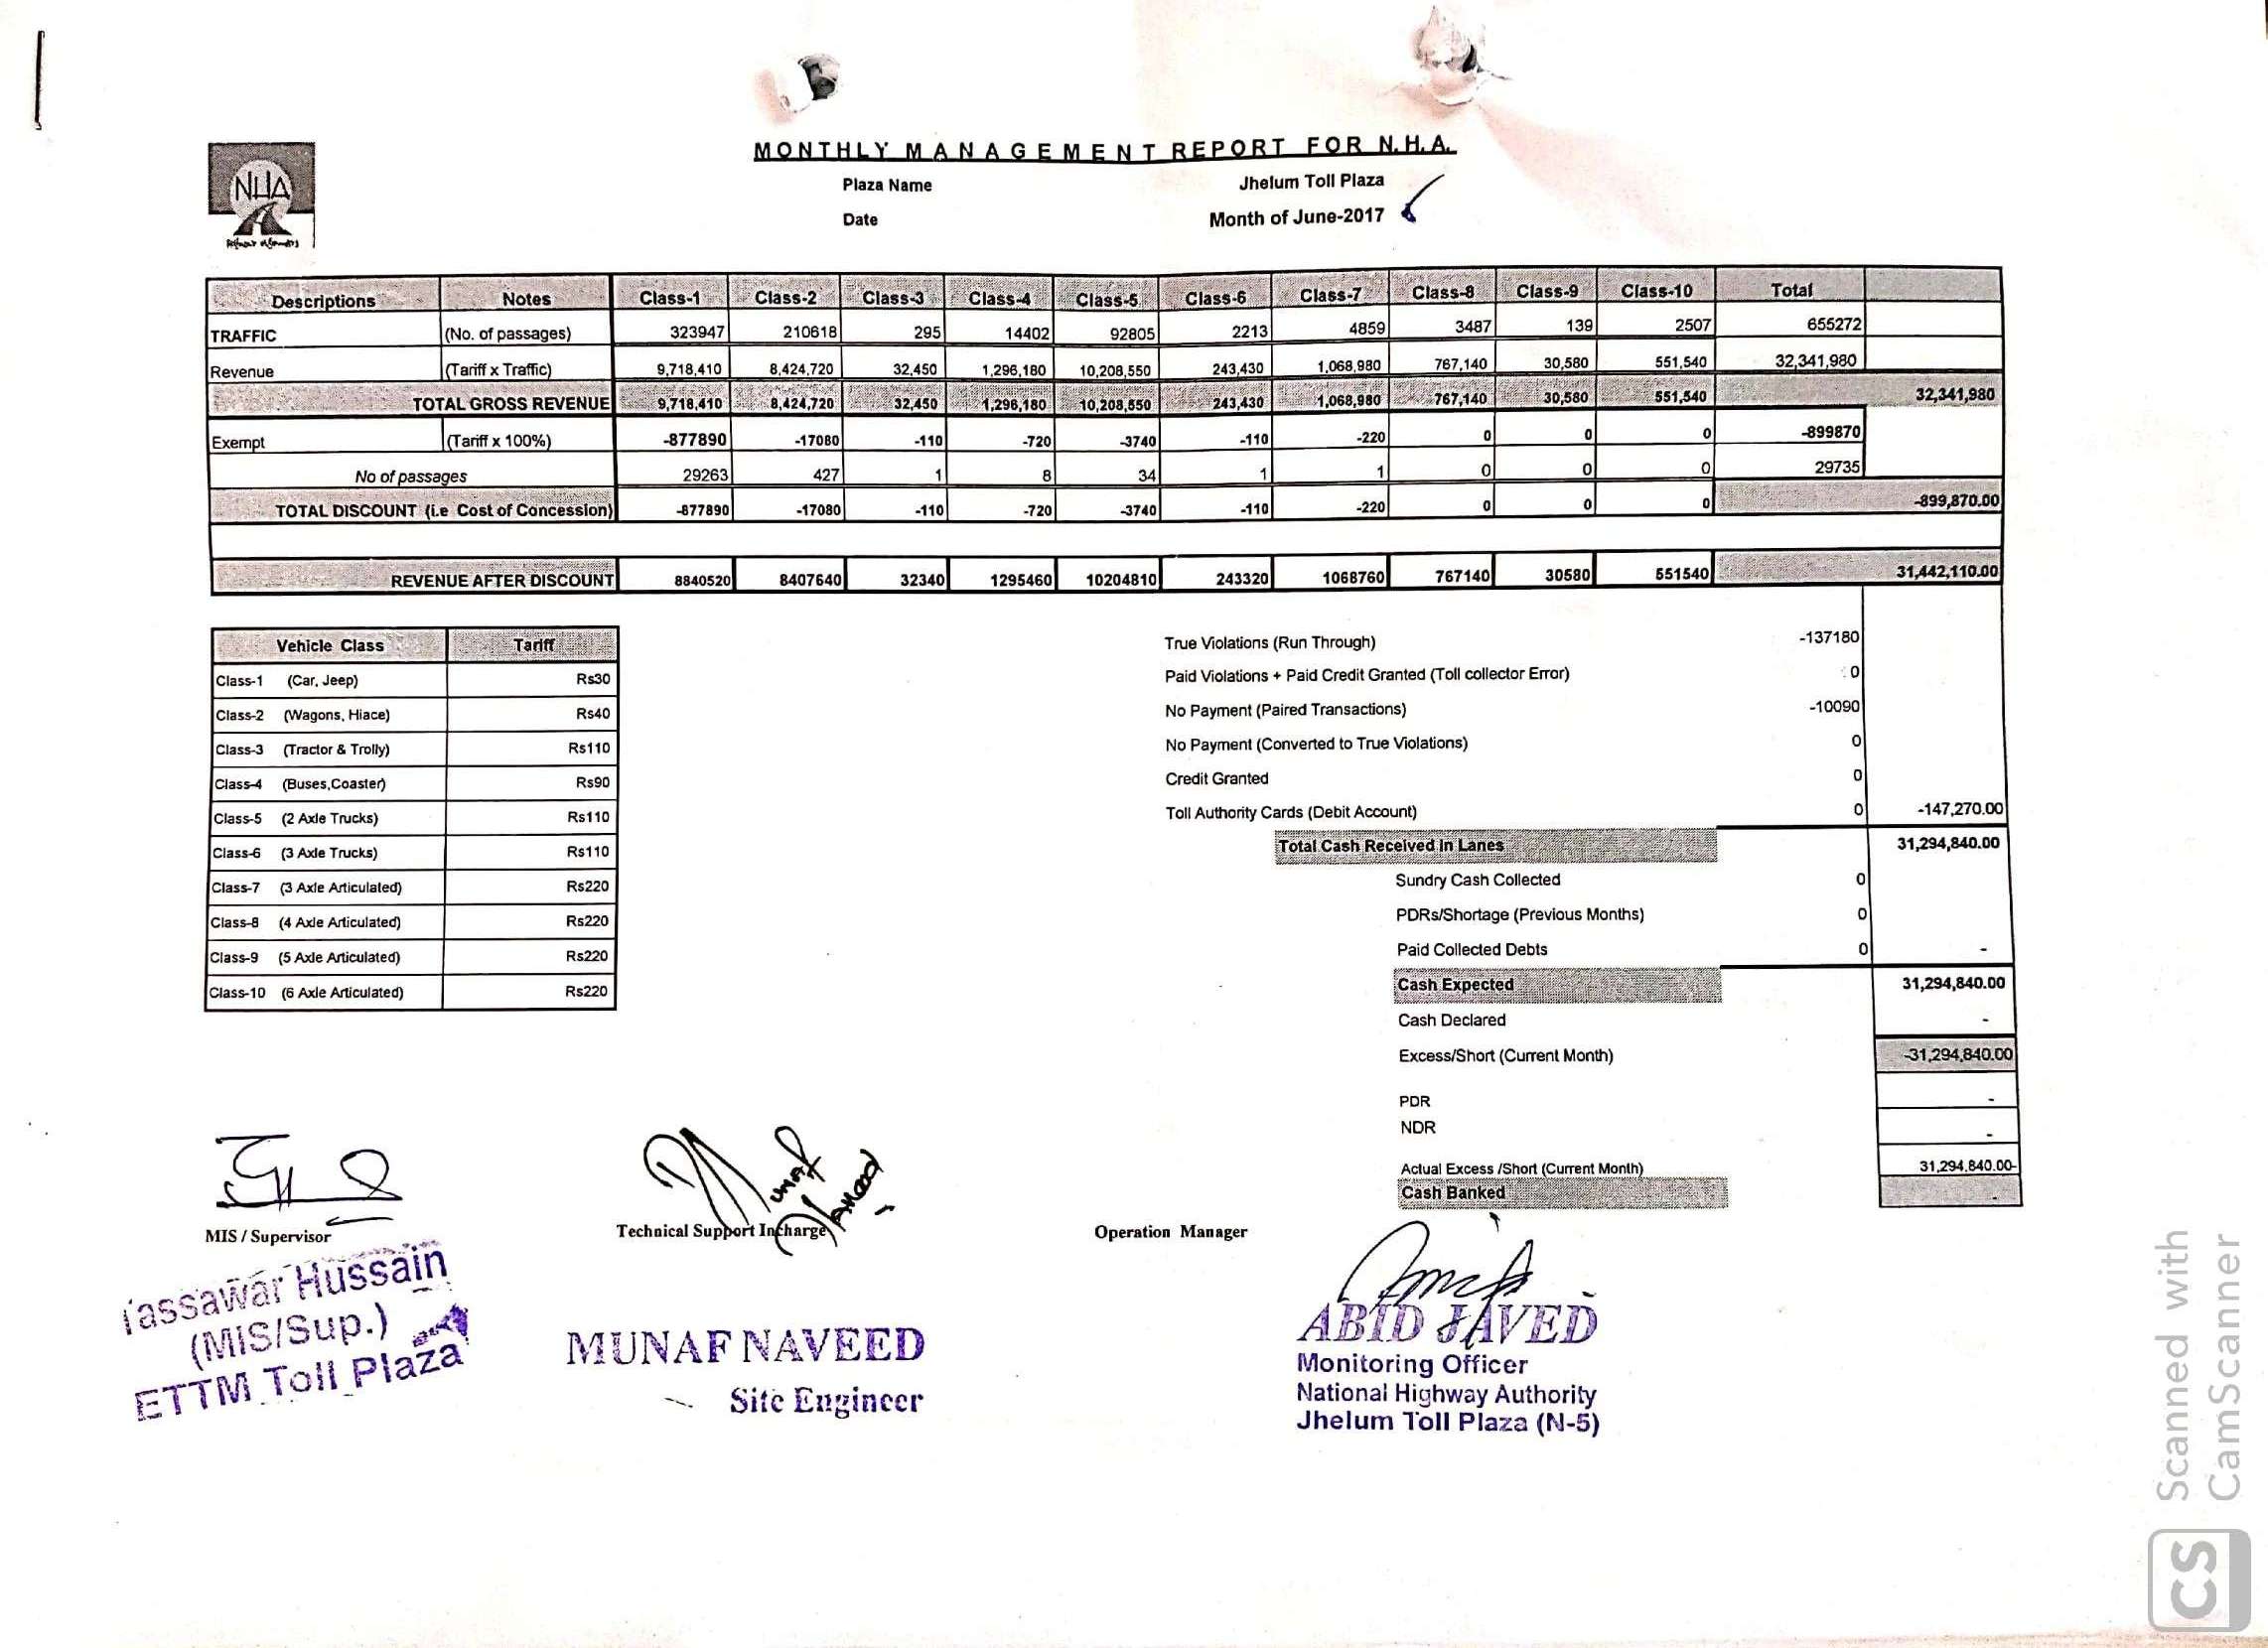 MONTHLY MANAGEMENT REPORT FOR N.H.A.
NHA
Plaza Name Jhelum Toll Plaza
Date Month of June-2017
Descriptions Notes Class-1 Class-2 Class-3 Class-4 Class-5 Class-6 Class-7 Class-8 Class-9 Class-10 Total
TRAFFIC (No. of passages) 323947 210618 295 14402 92805 2213 4859 3487 139 2507 655272
Revenue (Tariff x Traffic) 9,718,410 8,424,720 32,450 1,296,180 10,208,550 243,430 1,068,980 767,140 30,580 551,540 32,341,980
TOTAL GROSS REVENUE 9,718,410 8,424,720 32,450 1,296,180 10,208,550 243,430 1,068,980 767,140 30,580 551,540 32,341,980
Exempt (Tariff x 100%) -877890 -17080 -110 -720 -3740 -110 -220 0 0 0 -899870
No of passages 29263 427 1 8 34 1 1 0 0 0 29735
TOTAL DISCOUNT (i.e Cost of Concession) -877890 -17080 -110 -720 -3740 -110 -220 0 0 0 -899,870.00
REVENUE AFTER DISCOUNT 8840520 8407640 32340 1295460 10204810 243320 1068760 767140 30580 551540 31,442,110.00
Vehicle Class Tariff
Class-1 (Car, Jeep) Rs30
Class-2 (Wagons, Hiace) Rs40
Class-3 (Tractor & Trolly) Rs110
Class-4 (Buses,Coaster) Rs90
Class-5 (2 Axle Trucks) Rs110
Class-6 (3 Axle Trucks) Rs110
Class-7 (3 Axle Articulated) Rs220
Class-8 (4 Axle Articulated) Rs220
Class-9 (5 Axle Articulated) Rs220
Class-10 (6 Axle Articulated) Rs220
True Violations (Run Through) -137180
Paid Violations + Paid Credit Granted (Toll collector Error) 0
No Payment (Paired Transactions) -10090
No Payment (Converted to True Violations) 0
Credit Granted 0
Toll Authority Cards (Debit Account) 0 -147,270.00
Total Cash Received In Lanes 31,294,840.00
Sundry Cash Collected 0
PDRs/Shortage (Previous Months) 0
Paid Collected Debts 0 -
Cash Expected 31,294,840.00
Cash Declared -
Excess/Short (Current Month) -31,294,840.00
PDR -
NDR -
Actual Excess /Short (Current Month) 31,294,840.00-
Cash Banked -
Munaf Naveed
MIS / Supervisor Technical Support Incharge Operation Manager
Tassawar Hussain
(MIS/Sup.)
ETTM Toll Plaza
MUNAF NAVEED
Site Engineer
ABID JAVED
Monitoring Officer
National Highway Authority
Jhelum Toll Plaza (N-5)
CS Scanned with
CamScanner